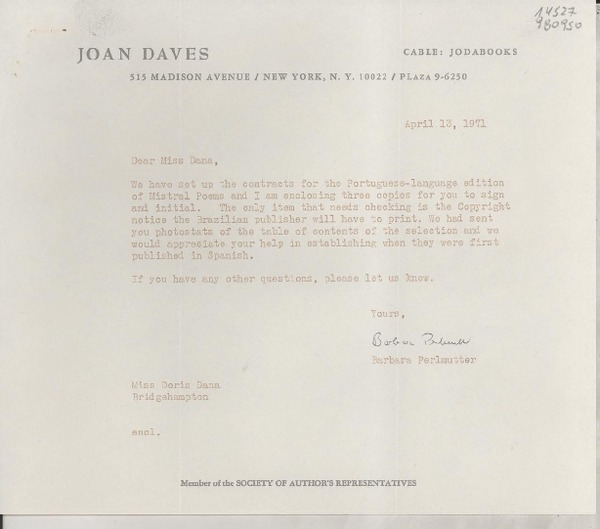 14527
980950
JOAN DAVES
CABLE: JODABOOKS
515 MADISON AVENUE / NEW YORK, N. Y. 10022 / PLAZA 9-6250
April 13, 1971
Dear Miss Dana,
We have set up the contracts for the Portuguese-language edition
of Mistral Poems and I am enclosing three copies for you to sign
and initial. The only item that needs checking is the Copyright
notice the Brazilian publisher will have to print. We had sent
you photostats of the table of contents of the selection and we
would appreciate your help in establishing when they were first
published in Spanish.
If you have any other questions, please let us know.
Yours,
Barbara Perlmutter
Barbara Perlmutter
Miss Doris Dana
Bridgehampton
encl.
Member of the SOCIETY OF AUTHOR'S REPRESENTATIVES